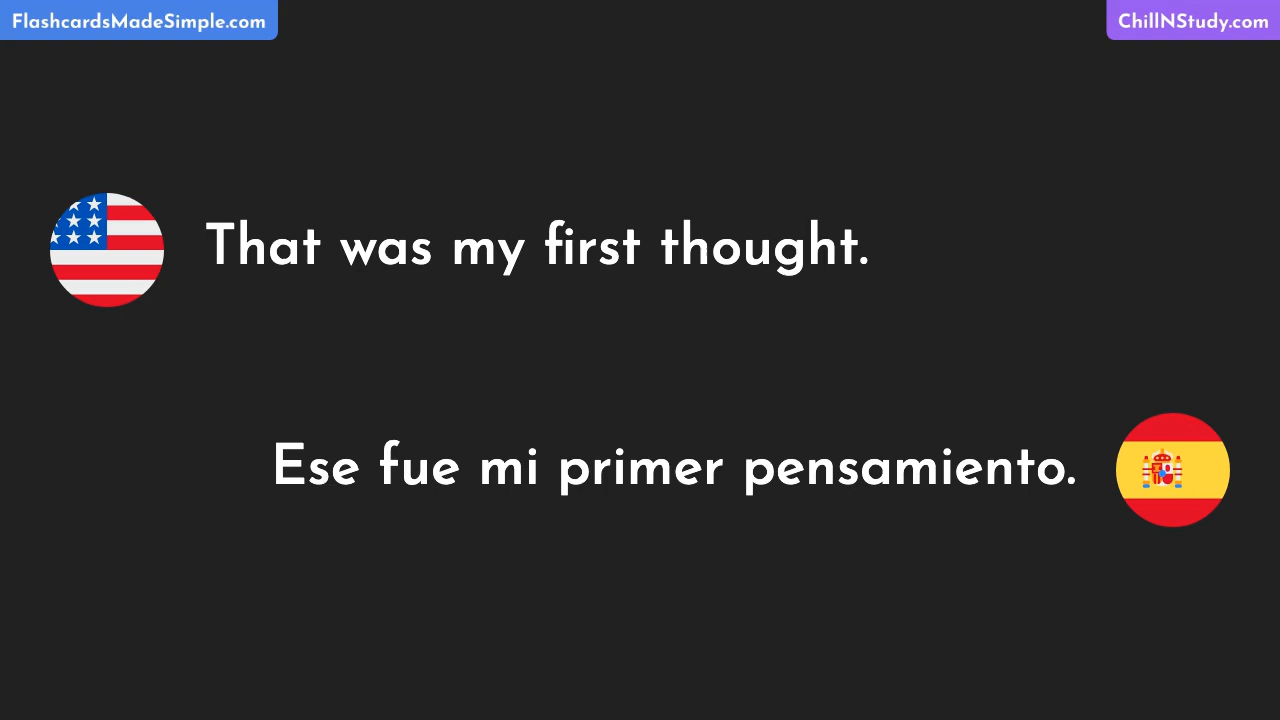 FlashcardsMadeSimple.com
ChillNStudy.com
That was my first thought.
Ese fue mi primer pensamiento.